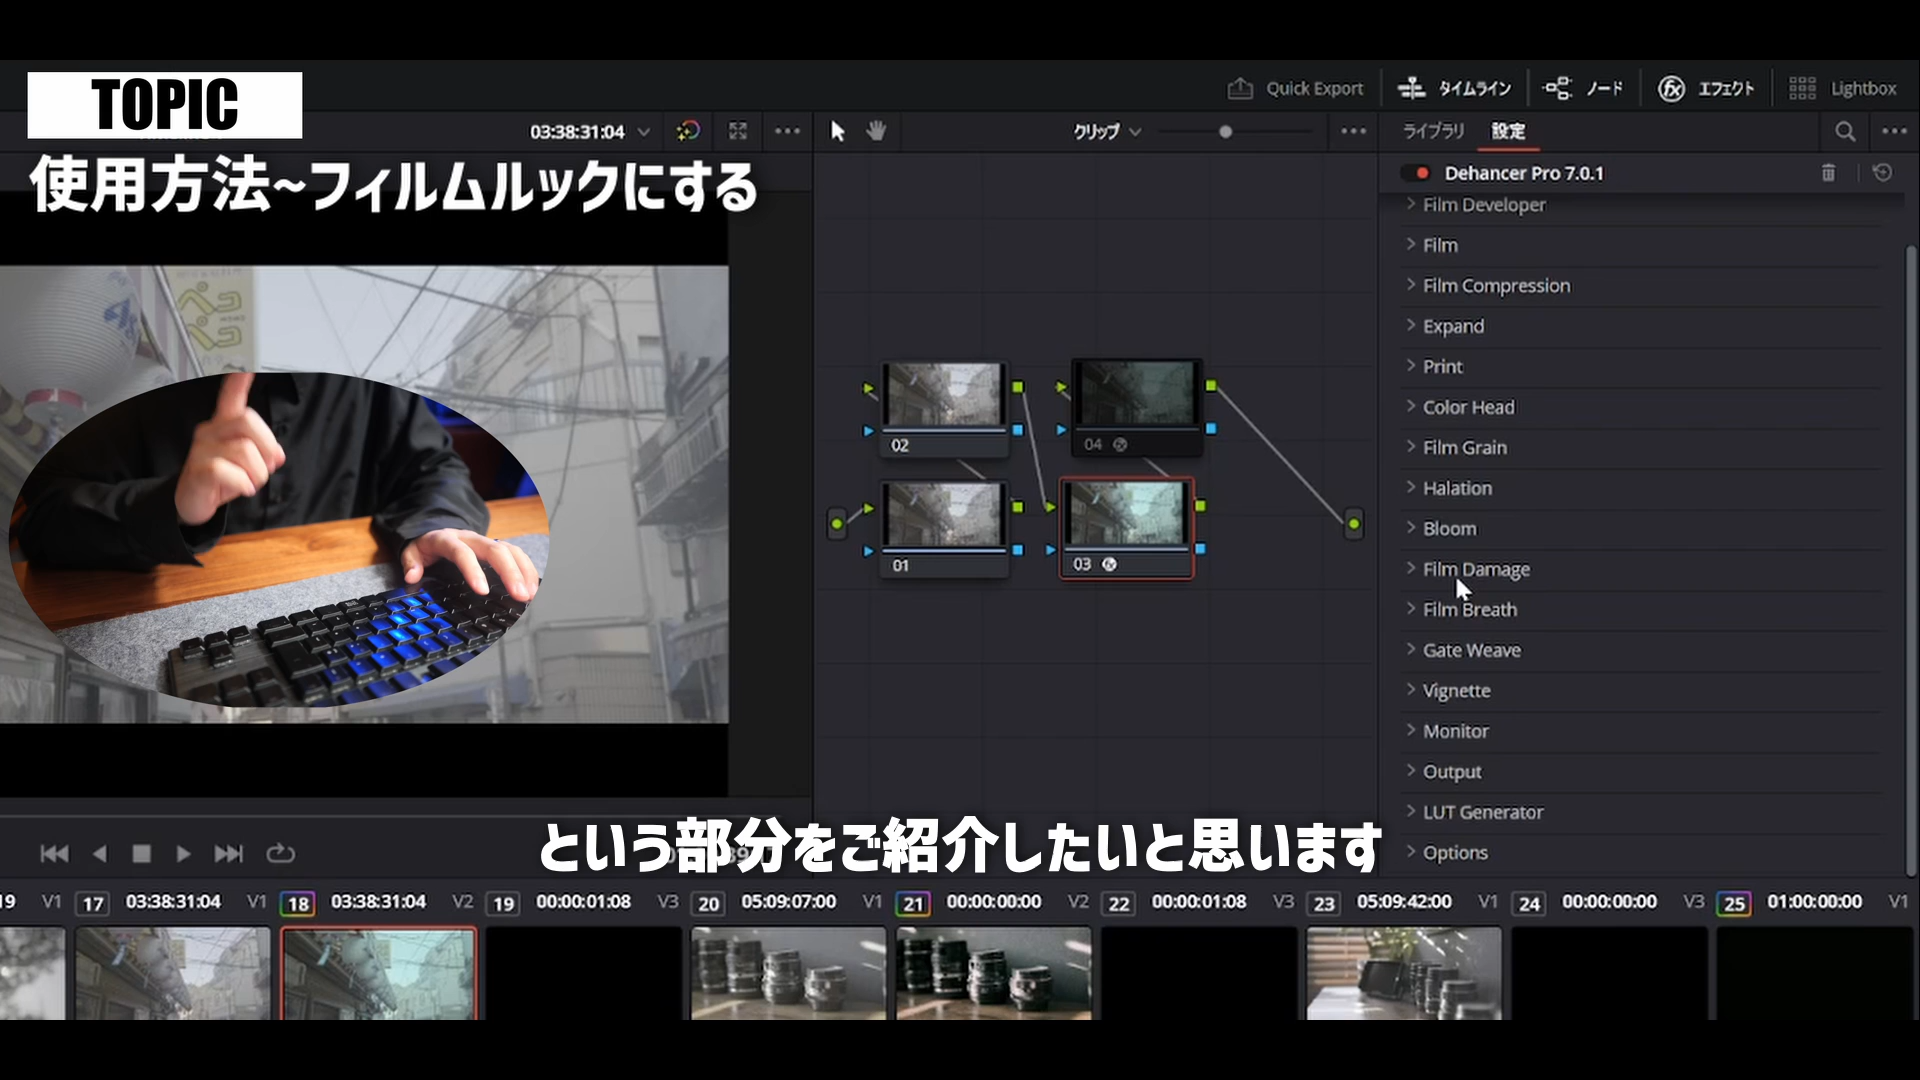 TOPIC
使用方法~フィルムルックにする
Quick Export
タイムライン
ノード
エフェクト
Lightbox
03:38:31:04
クリップ
ライブラリ
設定
Dehancer Pro 7.0.1
Film Developer
Film
Film Compression
Expand
Print
Color Head
Film Grain
Halation
Bloom
Film Damage
Film Breath
Gate Weave
Vignette
Monitor
Output
LUT Generator
Options
02
04
01
03
という部分をご紹介したいと思います
19 V1 17 03:38:31:04 V1 18 03:38:31:04 V2 19 00:00:01:08 V3 20 05:09:07:00 V1 21 00:00:00:00 V2 22 00:00:01:08 V3 23 05:09:42:00 V1 24 00:00:00:00 V3 25 01:00:00:00 V1